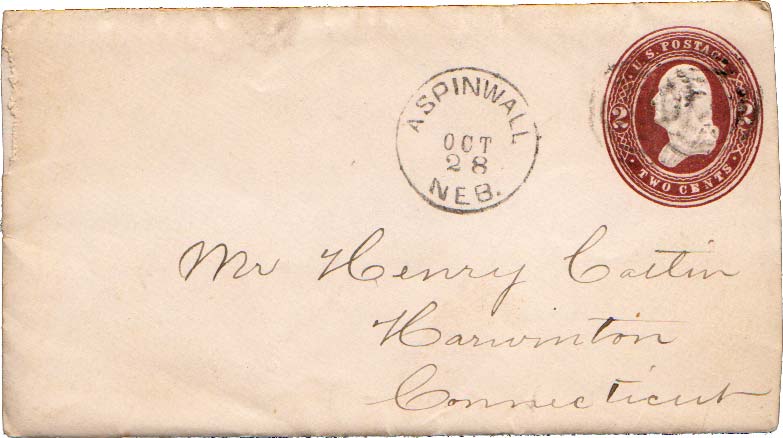 U.S. POSTAGE
2 2
TWO CENTS
ASPINWALL
OCT
28
NEB.
Mr Henry Catlin
Harwinton
Connecticut